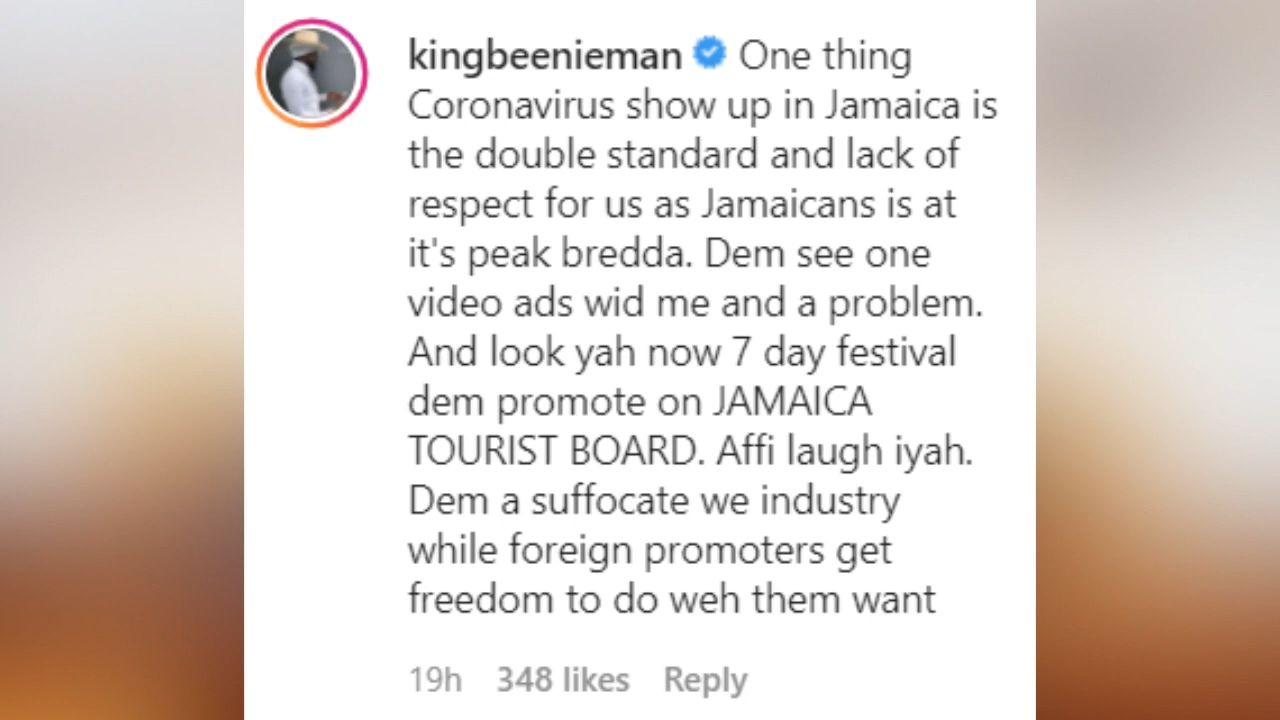 kingbeenieman One thing
Coronavirus show up in Jamaica is
the double standard and lack of
respect for us as Jamaicans is at
it's peak bredda. Dem see one
video ads wid me and a problem.
And look yah now 7 day festival
dem promote on JAMAICA
TOURIST BOARD. Affi laugh iyah.
Dem a suffocate we industry
while foreign promoters get
freedom to do weh them want
19h 348 likes Reply